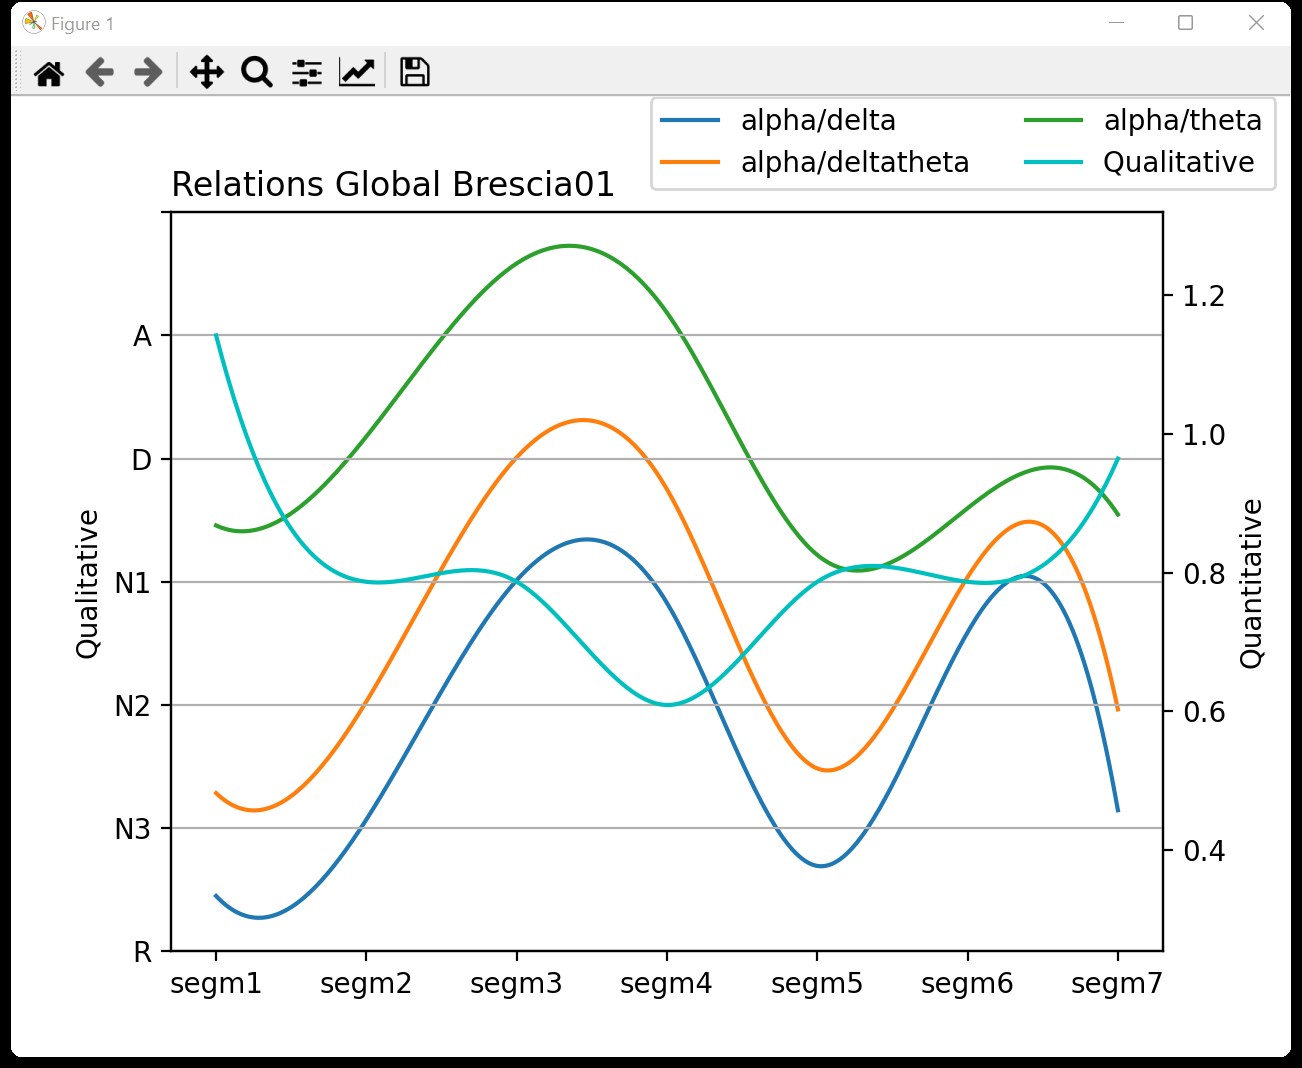 Figure 1
alpha/delta
alpha/deltatheta
alpha/theta
Qualitative
Relations Global Brescia01
A
D
N1
N2
N3
R
Qualitative
1.2
1.0
0.8
0.6
0.4
Quantitative
segm1 segm2 segm3 segm4 segm5 segm6 segm7